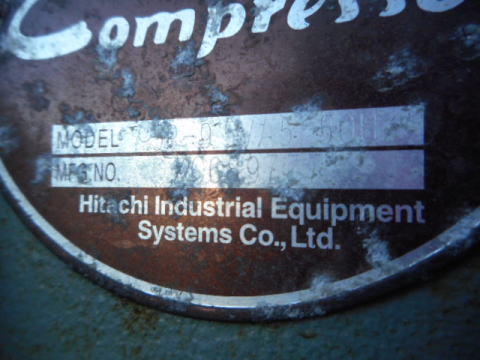 Compresso
MODEL
MFG NO.
Hitachi Industrial Equipment
Systems Co., Ltd.